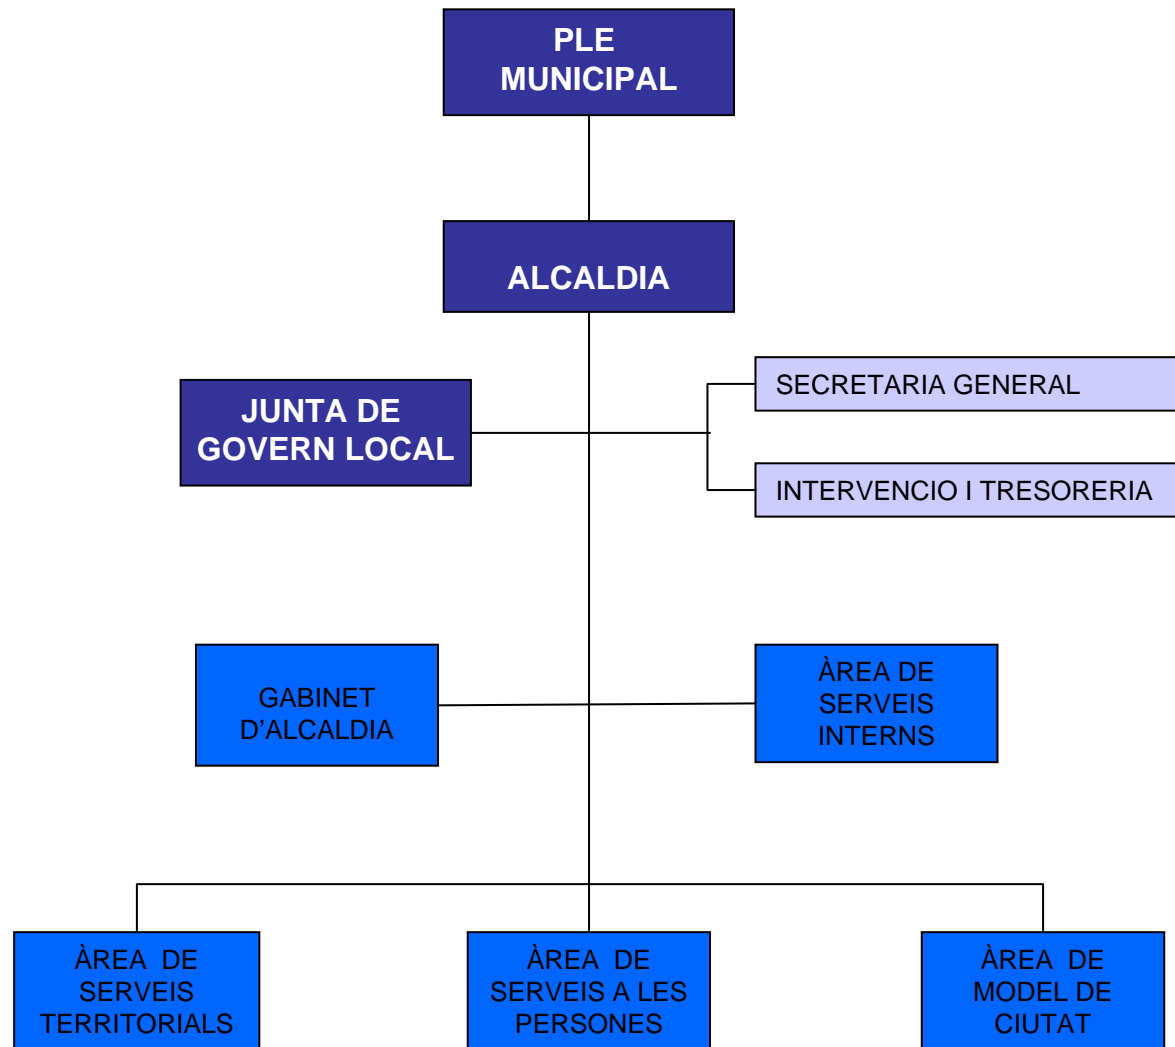 PLE
MUNICIPAL
ALCALDIA
JUNTA DE
GOVERN LOCAL
SECRETARIA GENERAL
INTERVENCIO I TRESORERIA
GABINET
D’ALCALDIA
ÀREA DE
SERVEIS
INTERNS
ÀREA DE
SERVEIS
TERRITORIALS
ÀREA DE
SERVEIS A LES
PERSONES
ÀREA DE
MODEL DE
CIUTAT